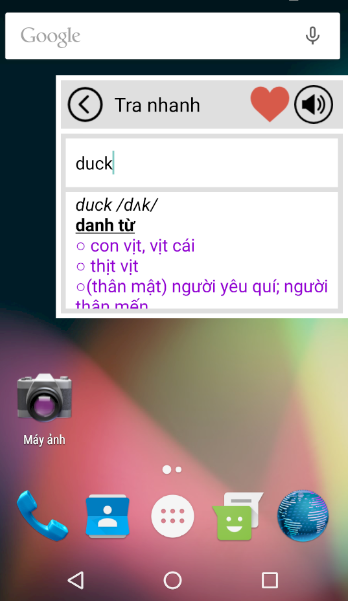 Google
Tra nhanh
duck
duck /dʌk/
danh từ
○ con vịt, vịt cái
○ thịt vịt
○(thân mật) người yêu quí; người
thân mến
Máy ảnh